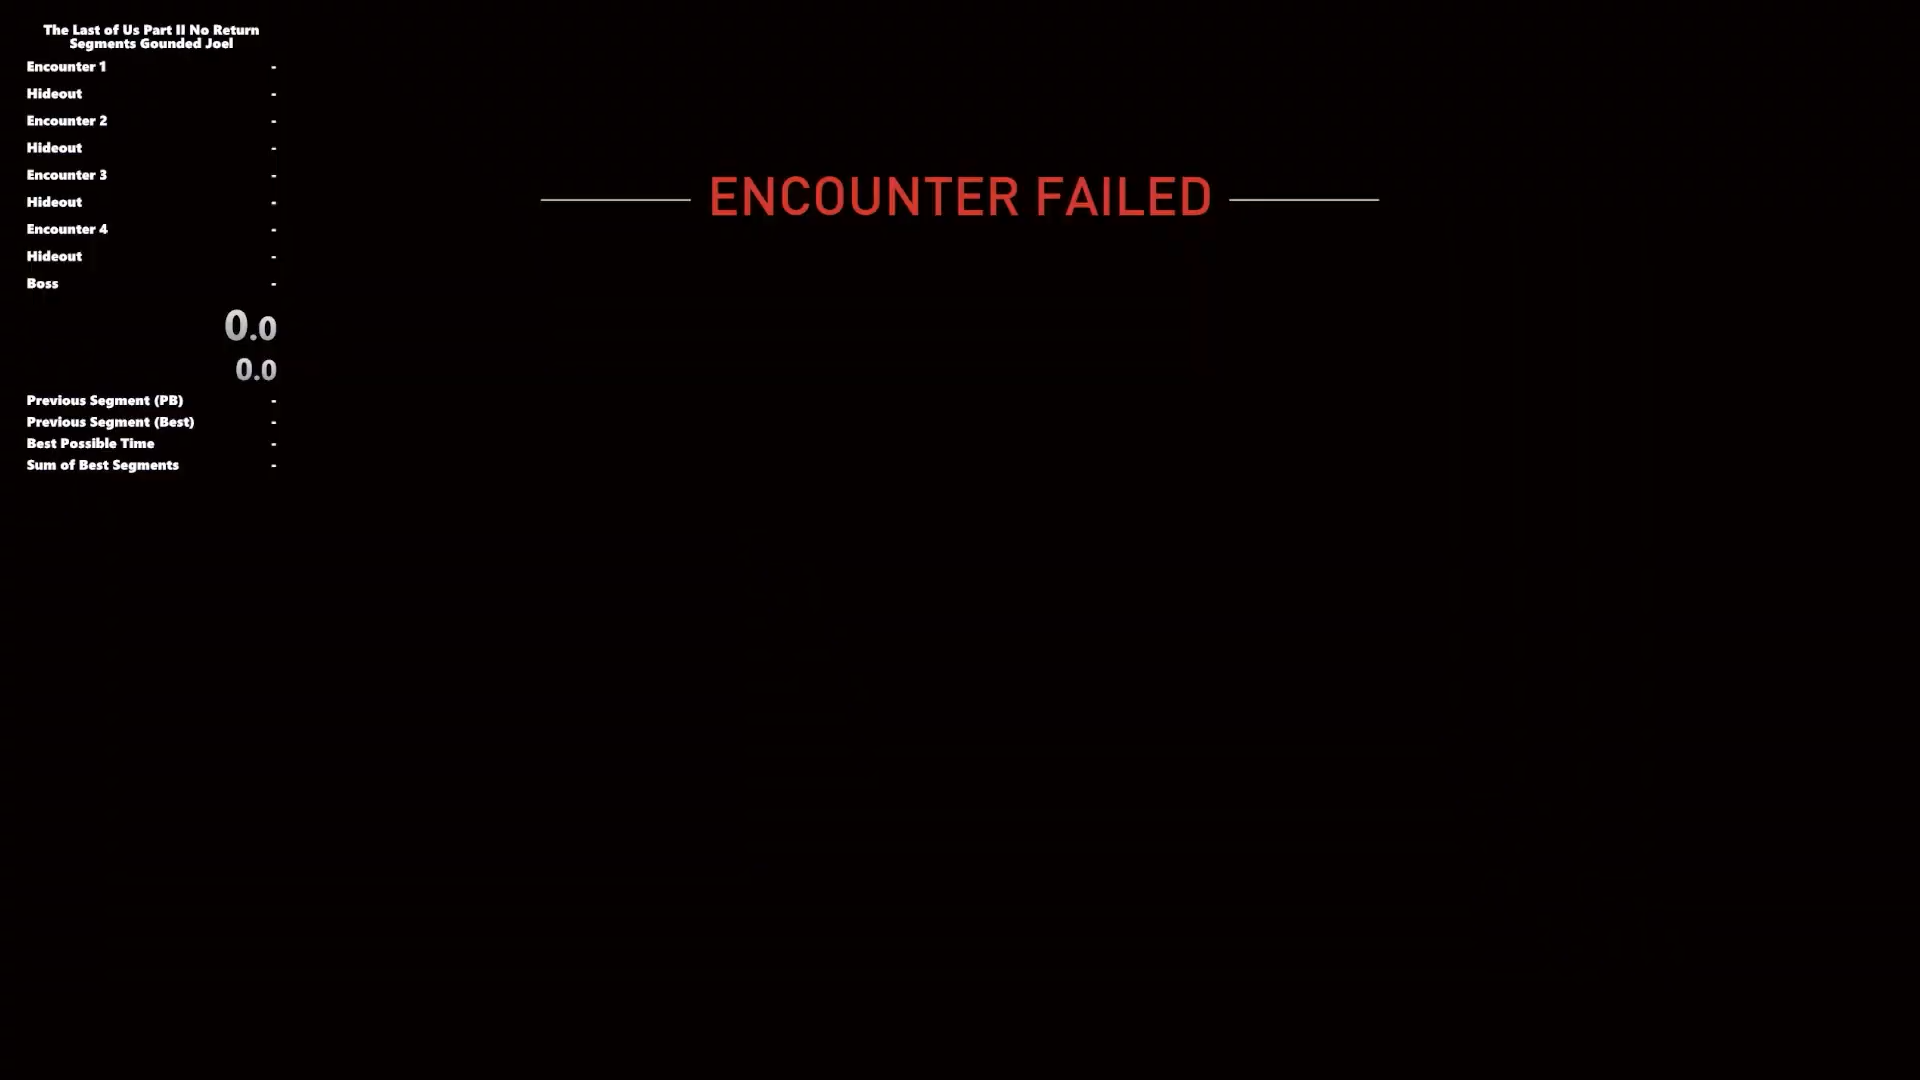 The Last of Us Part II No Return
Segments Gounded Joel
Encounter 1 -
Hideout -
Encounter 2 -
Hideout -
Encounter 3 -
Hideout -
Encounter 4 -
Hideout -
Boss -
0.0
0.0
Previous Segment (PB) -
Previous Segment (Best) -
Best Possible Time -
Sum of Best Segments -
ENCOUNTER FAILED